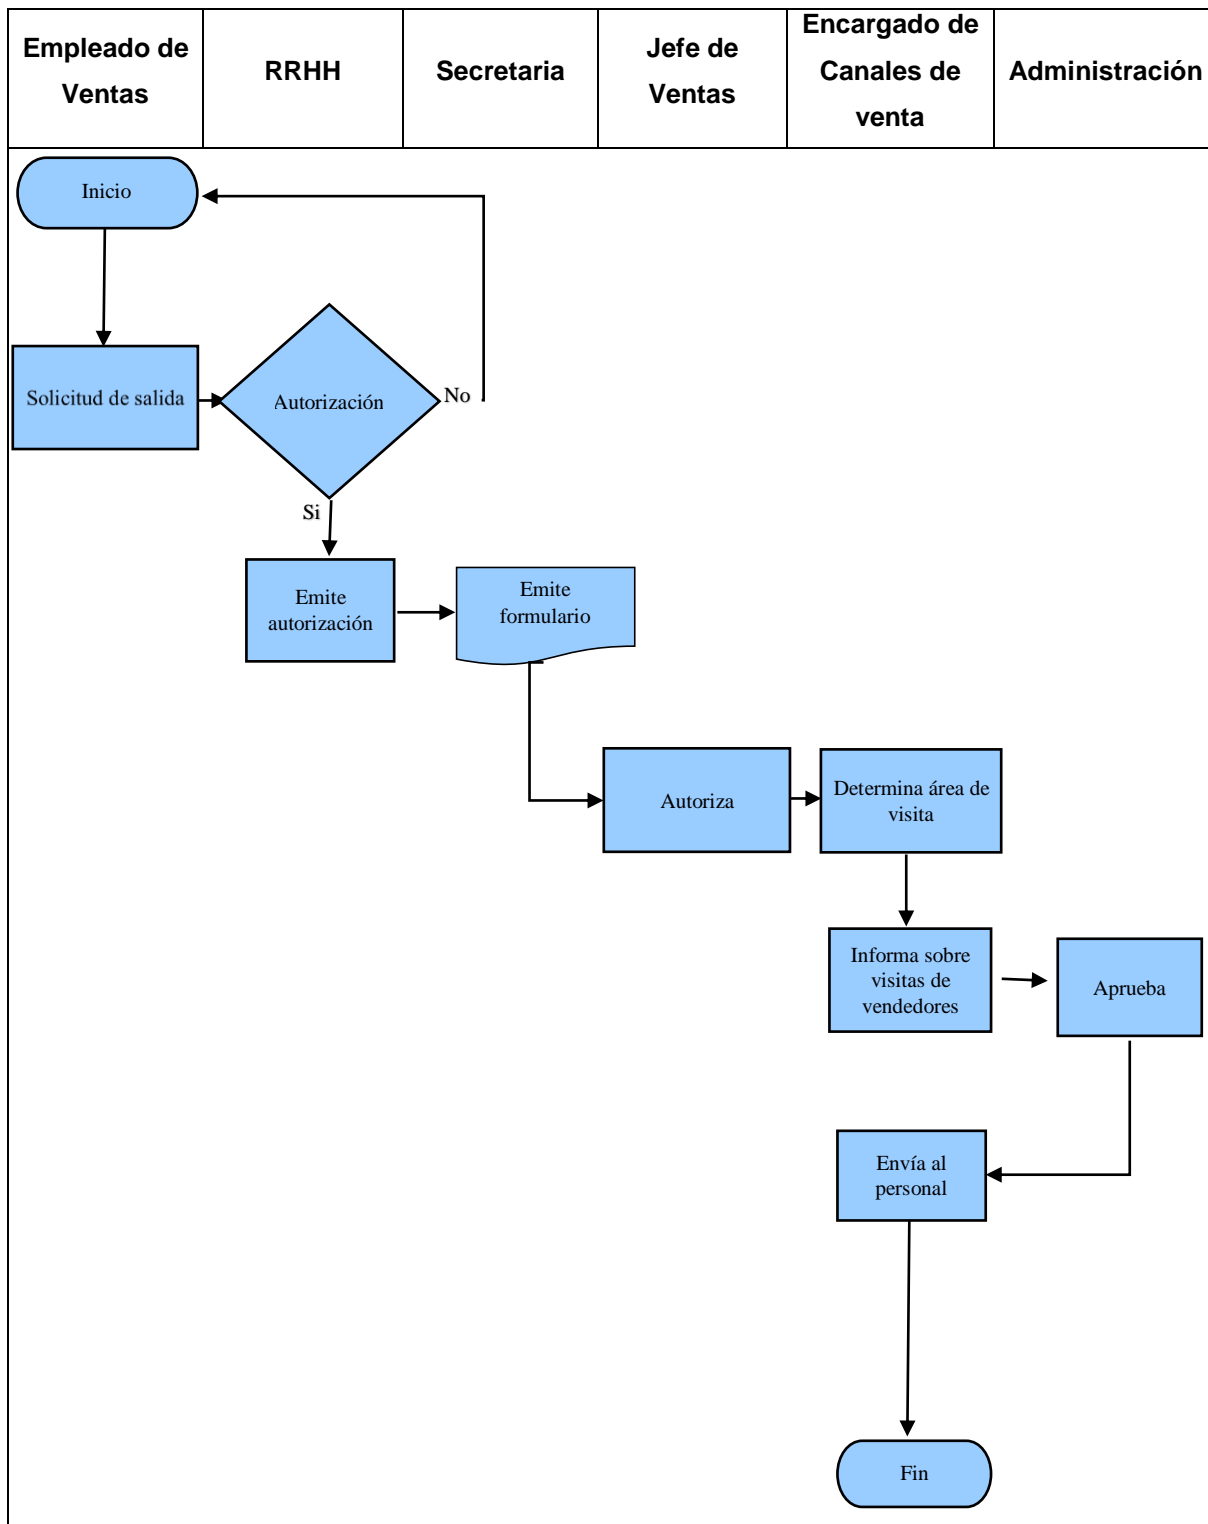 Empleado de
Ventas
RRHH
Secretaria
Jefe de
Ventas
Encargado de
Canales de
venta
Administración
Inicio
Solicitud de salida
Autorización
No
Si
Emite
autorización
Emite
formulario
Autoriza
Determina área de
visita
Informa sobre
visitas de
vendedores
Aprueba
Envía al
personal
Fin